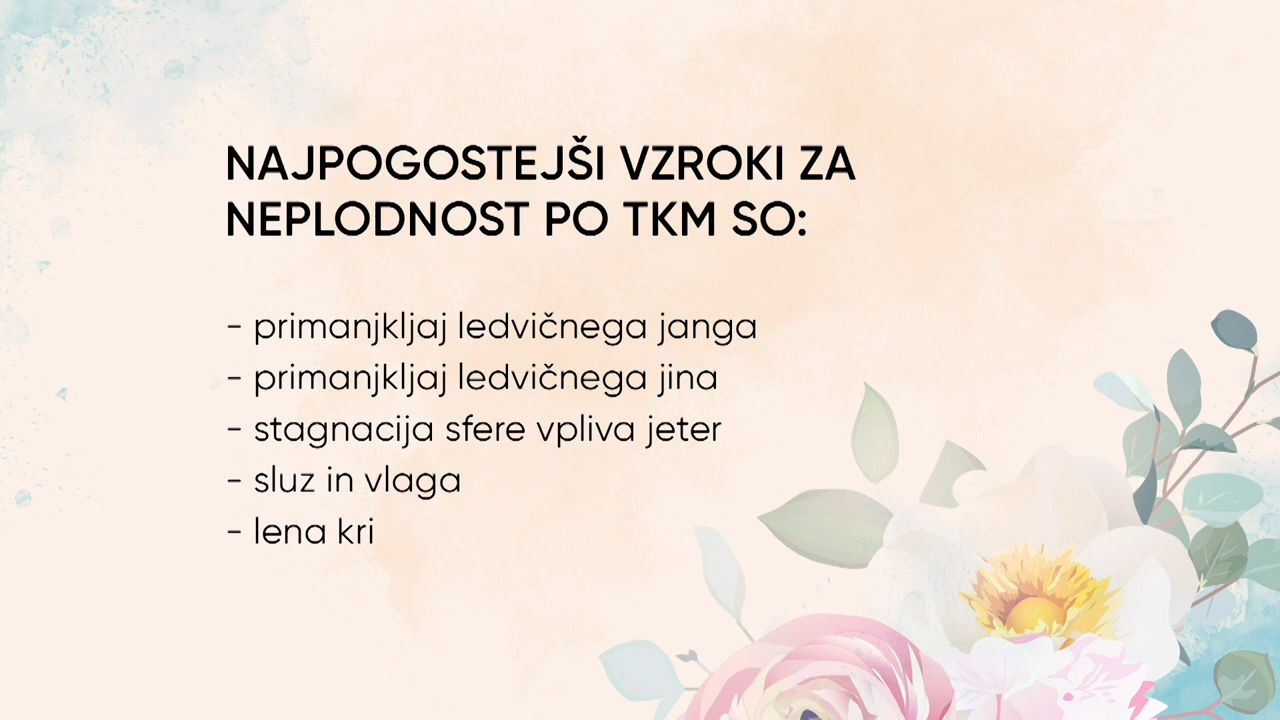 NAJPOGOSTEJŠI VZROKI ZA
NEPLODNOST PO TKM SO:
- primanjkljaj ledvičnega janga
- primanjkljaj ledvičnega jina
- stagnacija sfere vpliva jeter
- sluz in vlaga
- lena kri